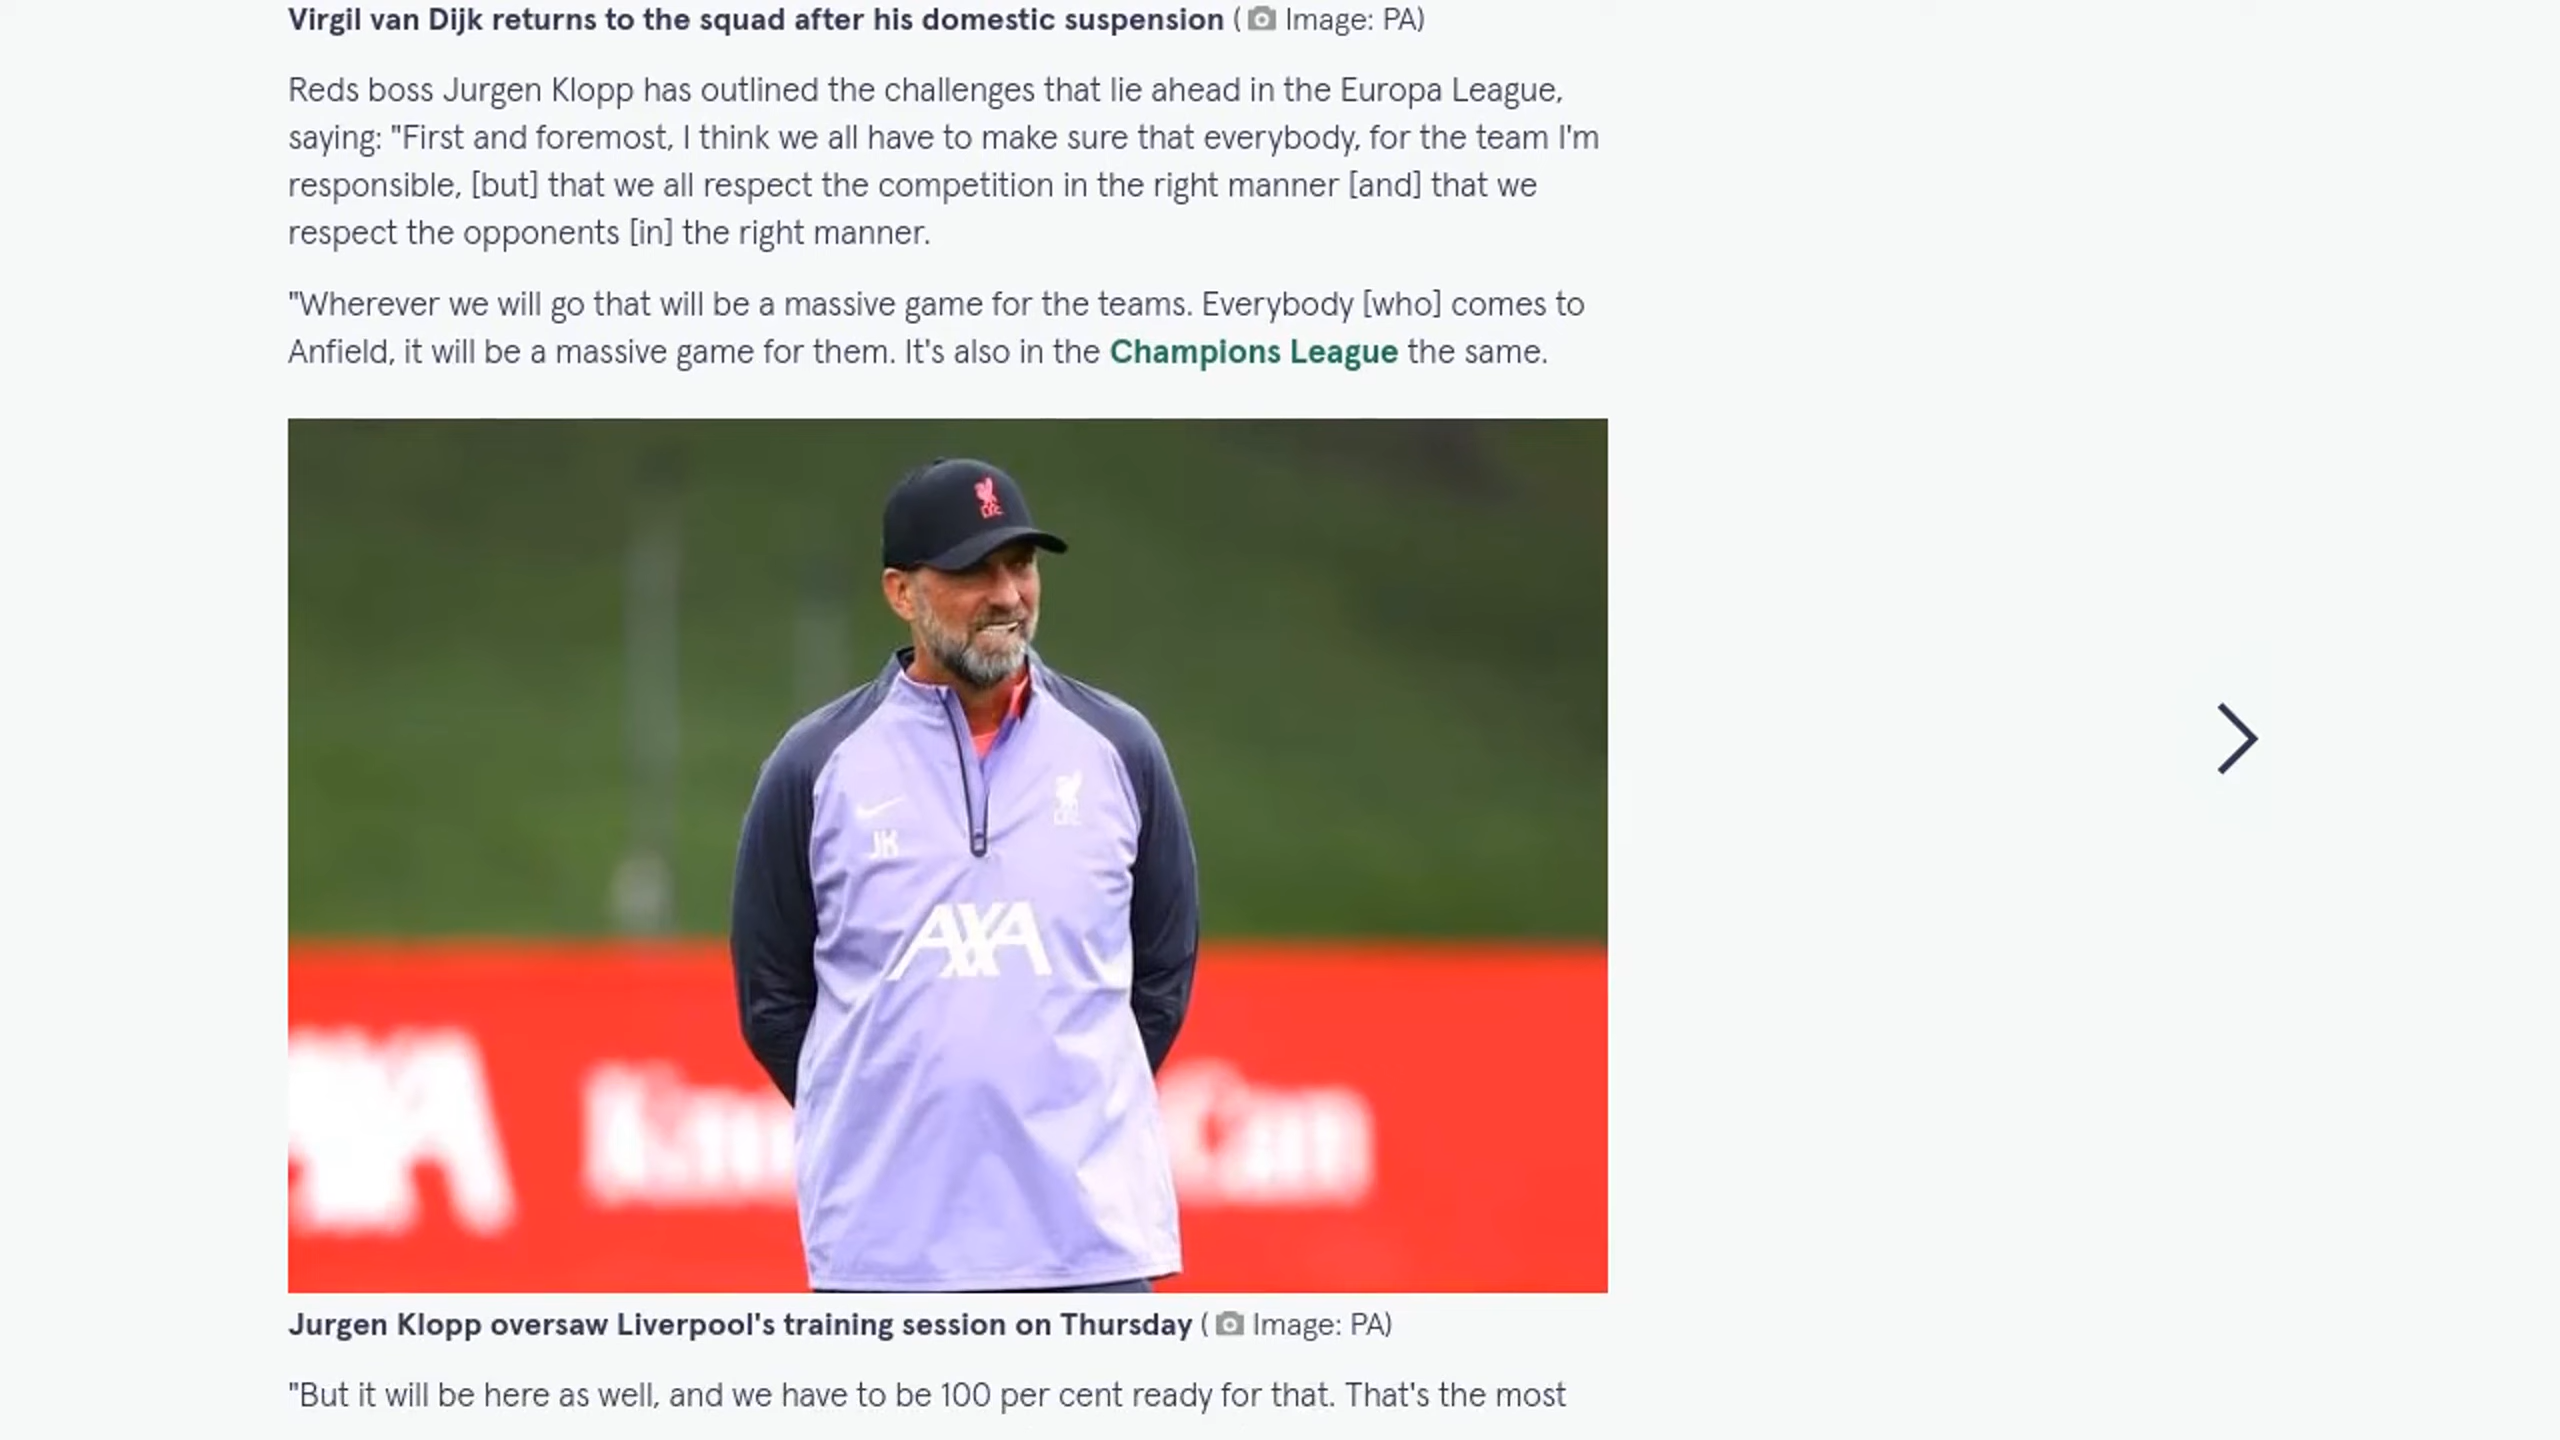 Virgil van Dijk returns to the squad after his domestic suspension ( Image: PA)
Reds boss Jurgen Klopp has outlined the challenges that lie ahead in the Europa League,
saying: "First and foremost, I think we all have to make sure that everybody, for the team I'm
responsible, [but] that we all respect the competition in the right manner [and] that we
respect the opponents [in] the right manner.
"Wherever we will go that will be a massive game for the teams. Everybody [who] comes to
Anfield, it will be a massive game for them. It's also in the Champions League the same.
LFC
JK
LFC
AXA
Jurgen Klopp oversaw Liverpool's training session on Thursday ( Image: PA)
"But it will be here as well, and we have to be 100 per cent ready for that. That's the most